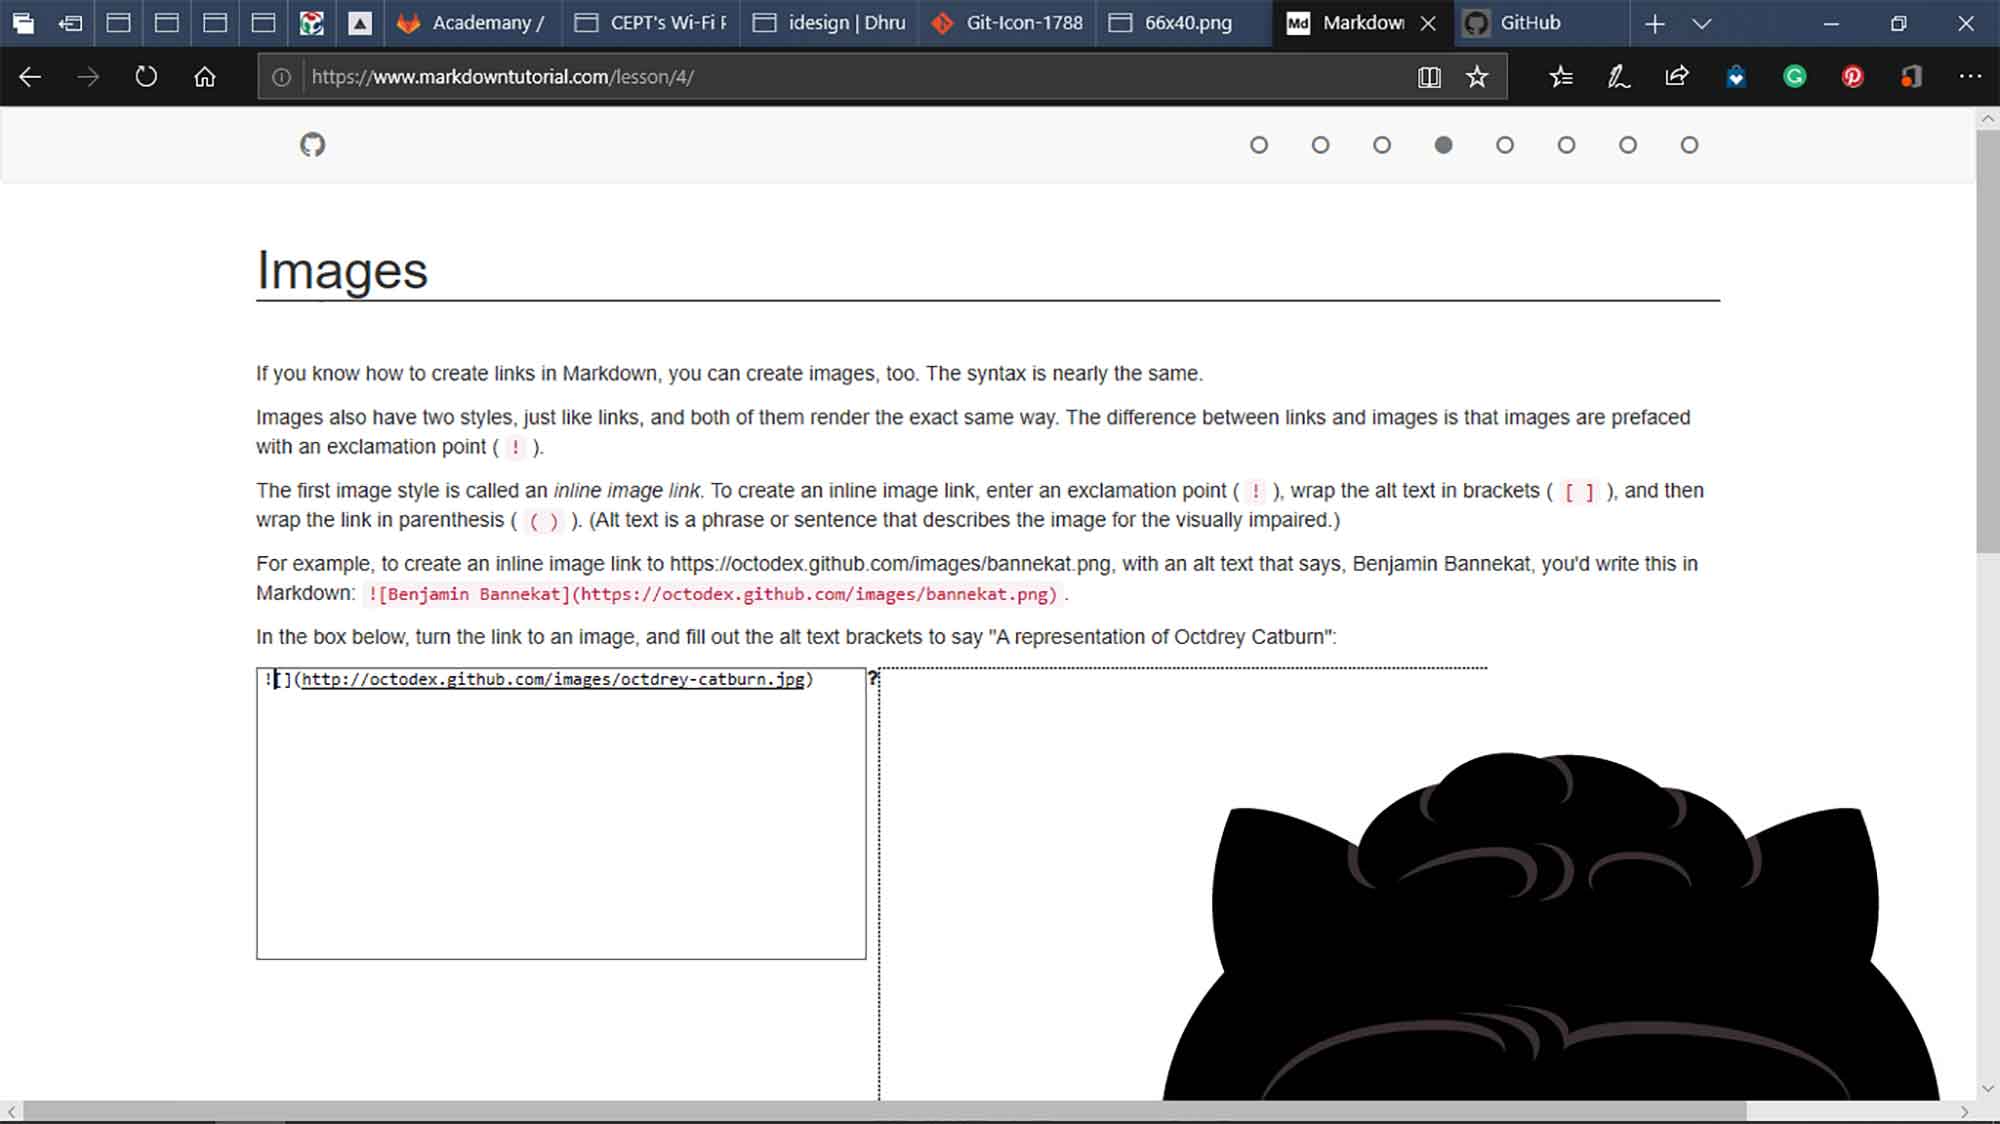 Academany /
CEPT's Wi-Fi F
idesign | Dhru
Git-Icon-1788
66x40.png
Md
Markdow
GitHub
https://www.markdowntutorial.com/lesson/4/
Images
If you know how to create links in Markdown, you can create images, too. The syntax is nearly the same.
Images also have two styles, just like links, and both of them render the exact same way. The difference between links and images is that images are prefaced
with an exclamation point ( ! ).
The first image style is called an inline image link. To create an inline image link, enter an exclamation point ( ! ), wrap the alt text in brackets ( [ ] ), and then
wrap the link in parenthesis ( ( ) ). (Alt text is a phrase or sentence that describes the image for the visually impaired.)
For example, to create an inline image link to https://octodex.github.com/images/bannekat.png, with an alt text that says, Benjamin Bannekat, you'd write this in
Markdown: ![Benjamin Bannekat](https://octodex.github.com/images/bannekat.png) .
In the box below, turn the link to an image, and fill out the alt text brackets to say "A representation of Octdrey Catburn":
![](http://octodex.github.com/images/octdrey-catburn.jpg)
?